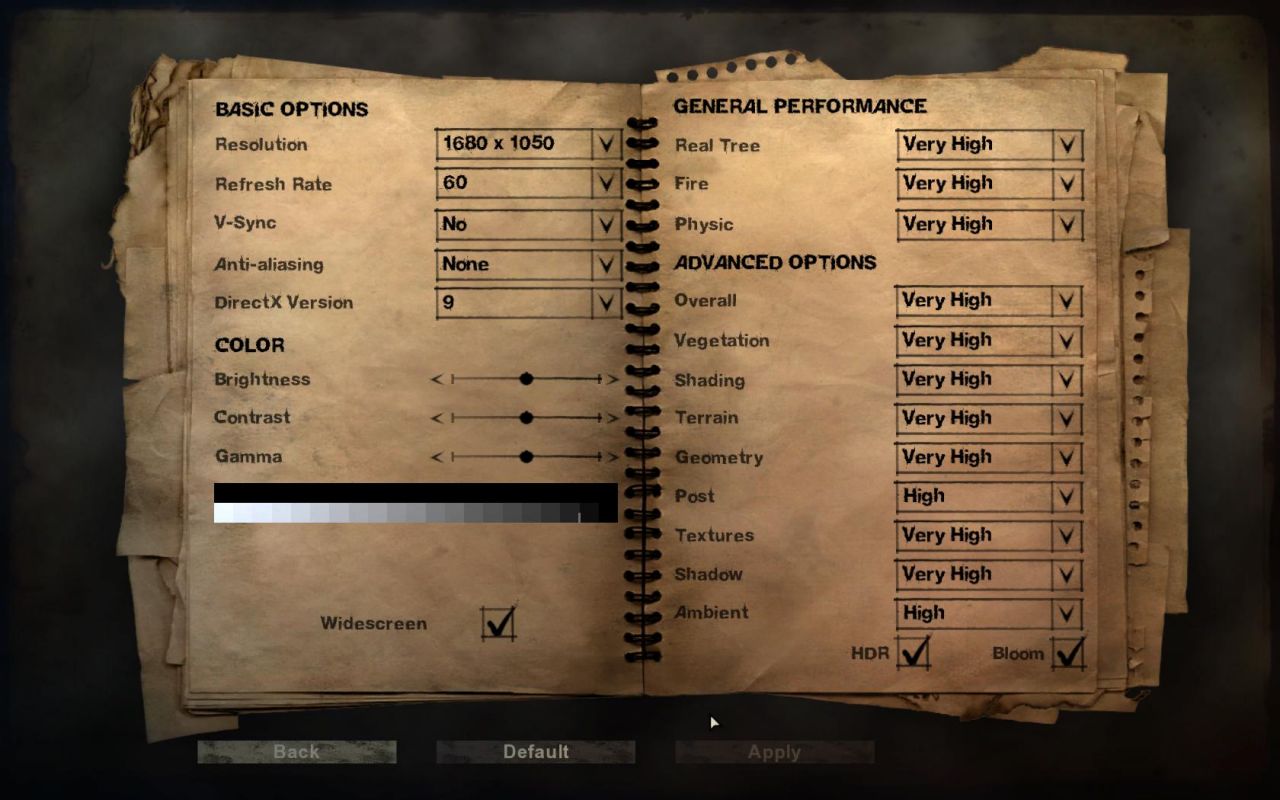 BASIC OPTIONS
Resolution 1680 x 1050
Refresh Rate 60
V-Sync No
Anti-aliasing None
DirectX Version 9
COLOR
Brightness
Contrast
Gamma
Widescreen
GENERAL PERFORMANCE
Real Tree Very High
Fire Very High
Physic Very High
ADVANCED OPTIONS
Overall Very High
Vegetation Very High
Shading Very High
Terrain Very High
Geometry Very High
Post High
Textures Very High
Shadow Very High
Ambient High
HDR Bloom
Back Default Apply